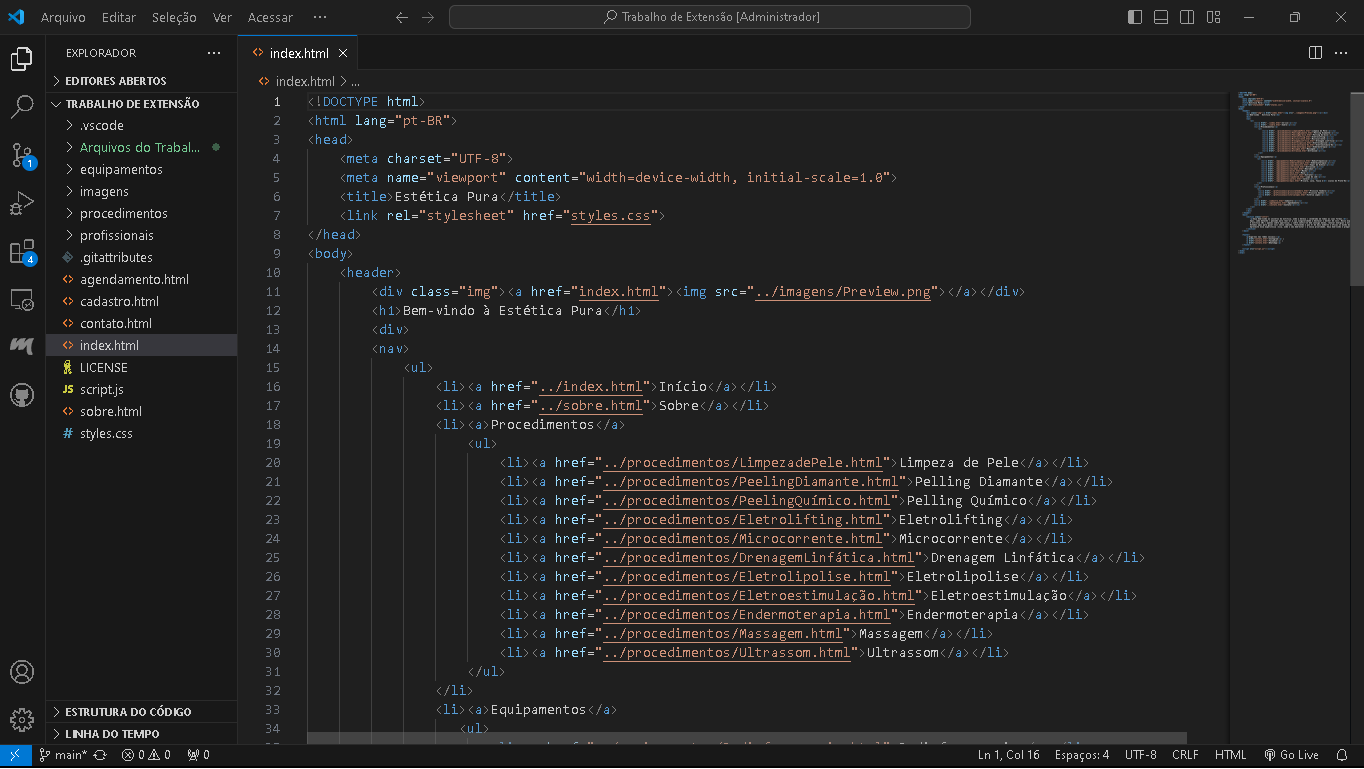 Arquivo Editar Seleção Ver Acessar ···
Trabalho de Extensão [Administrador]
EXPLORADOR ···
EDITORES ABERTOS
TRABALHO DE EXTENSÃO
.vscode
Arquivos do Trabal...
equipamentos
imagens
procedimentos
profissionais
.gitattributes
agendamento.html
cadastro.html
contato.html
index.html
LICENSE
JS script.js
sobre.html
# styles.css
ESTRUTURA DO CÓDIGO
LINHA DO TEMPO
1
4
index.html
index.html > ...
1 <!DOCTYPE html>
2 <html lang="pt-BR">
3 <head>
4 <meta charset="UTF-8">
5 <meta name="viewport" content="width=device-width, initial-scale=1.0">
6 <title>Estética Pura</title>
7 <link rel="stylesheet" href="styles.css">
8 </head>
9 <body>
10 <header>
11 <div class="img"><a href="index.html"><img src="../imagens/Preview.png"></a></div>
12 <h1>Bem-vindo à Estética Pura</h1>
13 <div>
14 <nav>
15 <ul>
16 <li><a href="../index.html">Início</a></li>
17 <li><a href="../sobre.html">Sobre</a></li>
18 <li><a>Procedimentos</a>
19 <ul>
20 <li><a href="../procedimentos/LimpezadePele.html">Limpeza de Pele</a></li>
21 <li><a href="../procedimentos/PeelingDiamante.html">Pelling Diamante</a></li>
22 <li><a href="../procedimentos/PeelingQuímico.html">Pelling Químico</a></li>
23 <li><a href="../procedimentos/Eletrolifting.html">Eletrolifting</a></li>
24 <li><a href="../procedimentos/Microcorrente.html">Microcorrente</a></li>
25 <li><a href="../procedimentos/DrenagemLinfática.html">Drenagem Linfática</a></li>
26 <li><a href="../procedimentos/Eletrolipolise.html">Eletrolipolise</a></li>
27 <li><a href="../procedimentos/Eletroestimulação.html">Eletroestimulação</a></li>
28 <li><a href="../procedimentos/Endermoterapia.html">Endermoterapia</a></li>
29 <li><a href="../procedimentos/Massagem.html">Massagem</a></li>
30 <li><a href="../procedimentos/Ultrassom.html">Ultrassom</a></li>
31 </ul>
32 </li>
33 <li><a>Equipamentos</a>
34 <ul>
main* 0 0 0 Ln 1, Col 16 Espaços: 4 UTF-8 CRLF HTML Go Live